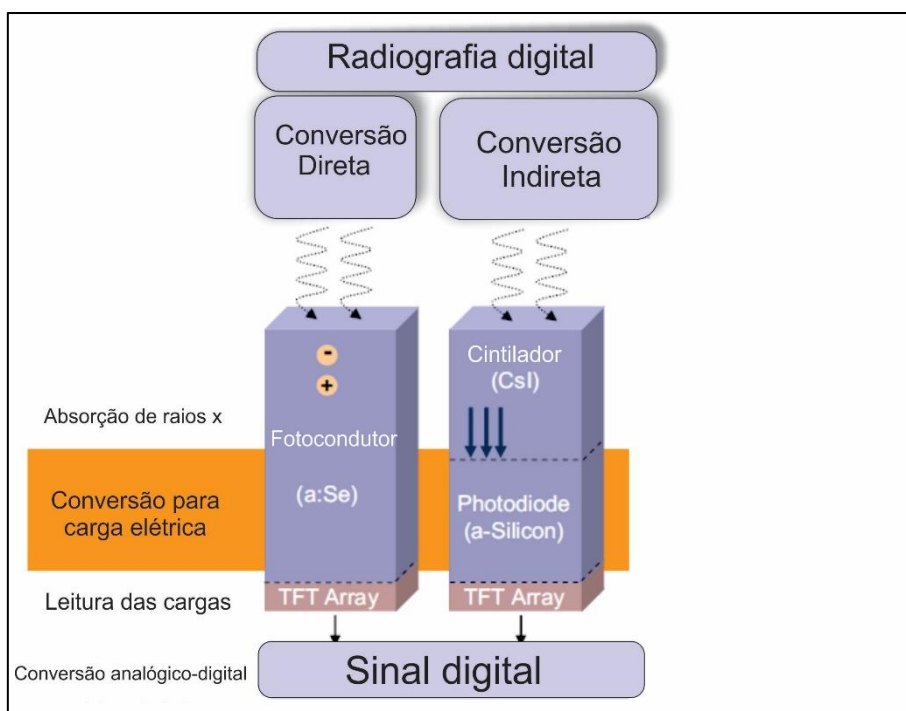 Radiografia digital
Conversão
Direta
Conversão
Indireta
Cintilador
(CsI)
-
+
Absorção de raios x
Fotocondutor
(a:Se)
Conversão para
carga elétrica
Photodiode
(a-Silicon)
Leitura das cargas
TFT Array
TFT Array
Conversão analógico-digital
Sinal digital